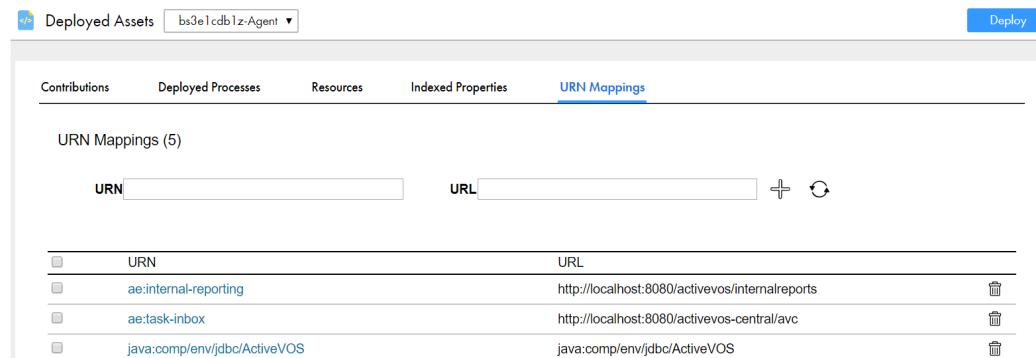 Deployed Assets bs3e1cdb1z-Agent Deploy
Contributions Deployed Processes Resources Indexed Properties URN Mappings
URN Mappings (5)
URN URL
URN URL
ae:internal-reporting http://localhost:8080/activevos/internalreports
ae:task-inbox http://localhost:8080/activevos-central/avc
java:comp/env/jdbc/ActiveVOS java:comp/env/jdbc/ActiveVOS